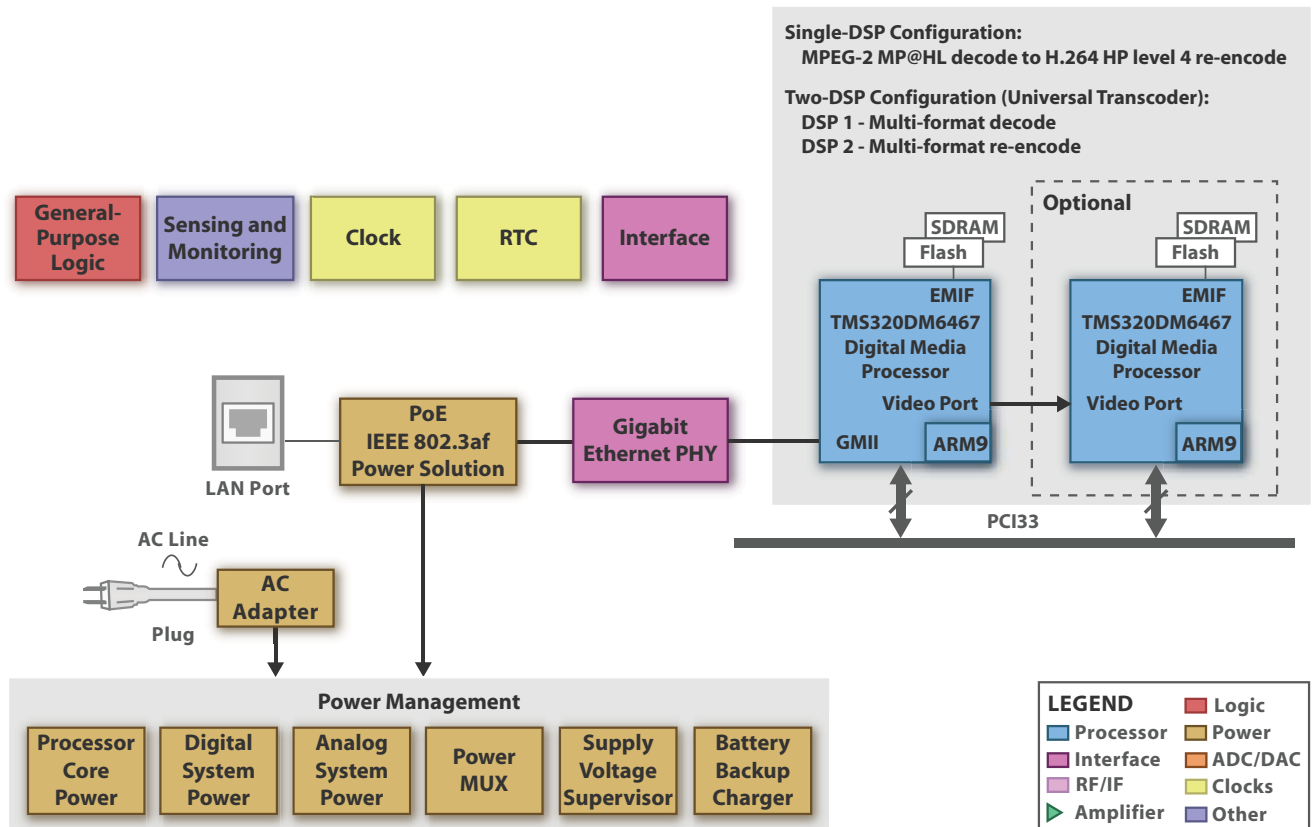 Single-DSP Configuration:
MPEG-2 MP@HL decode to H.264 HP level 4 re-encode
Two-DSP Configuration (Universal Transcoder):
DSP 1 - Multi-format decode
DSP 2 - Multi-format re-encode
General-
Purpose
Logic
Sensing and
Monitoring
Clock
RTC
Interface
Optional
SDRAM
Flash
EMIF
TMS320DM6467
Digital Media
Processor
Video Port
GMII
ARM9
SDRAM
Flash
EMIF
TMS320DM6467
Digital Media
Processor
Video Port
ARM9
PCI33
LAN Port
PoE
IEEE 802.3af
Power Solution
Gigabit
Ethernet PHY
AC Line
Plug
AC
Adapter
Power Management
Processor
Core
Power
Digital
System
Power
Analog
System
Power
Power
MUX
Supply
Voltage
Supervisor
Battery
Backup
Charger
LEGEND
Processor
Interface
RF/IF
Amplifier
Logic
Power
ADC/DAC
Clocks
Other